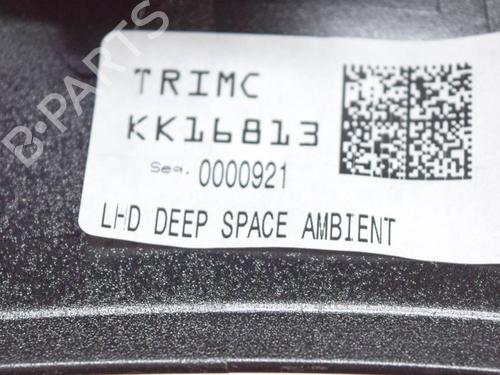 B-PARTS
TRIMC
KK16813
Seq. 0000921
LHD DEEP SPACE AMBIENT